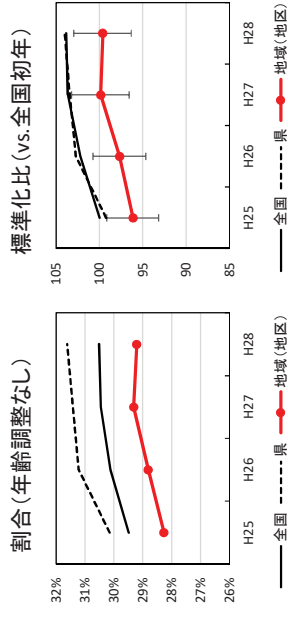 割合(年齢調整なし)
32%
31%
30%
29%
28%
27%
26%
H25 H26 H27 H28
全国 県 地域(地区)
標準化比(vs.全国初年)
105
100
95
90
85
H25 H26 H27 H28
全国 県 地域(地区)